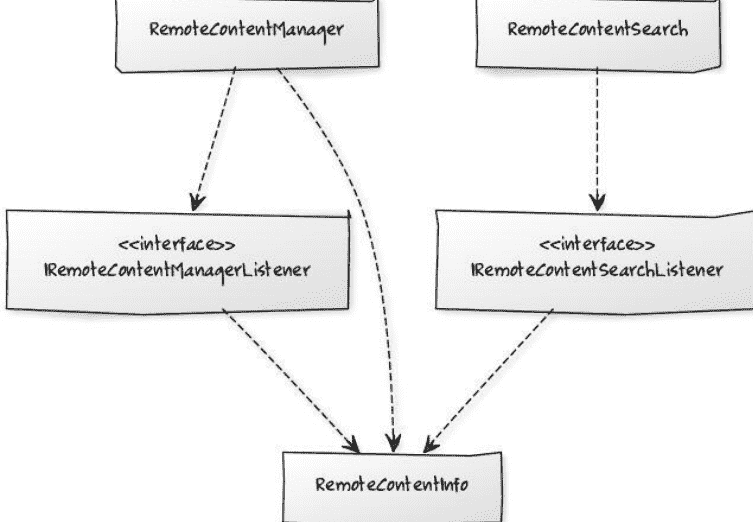 RemoteContentManager
RemoteContentSearch
<<interface>>
IRemoteContentManagerListener
<<interface>>
IRemoteContentSearchListener
RemoteContentInfo